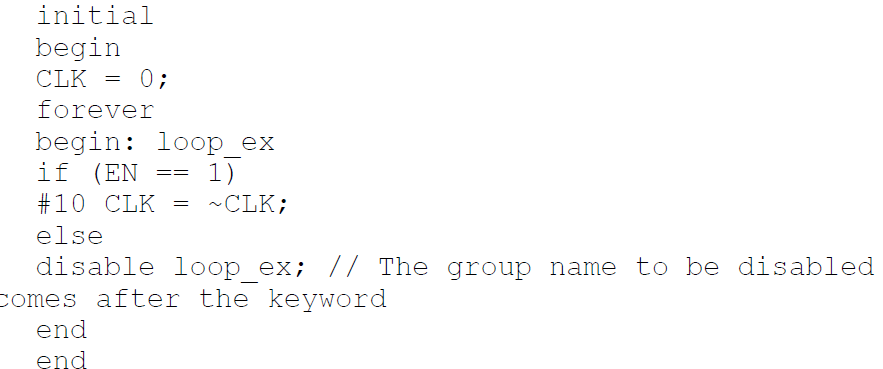 initial
begin
CLK = 0;
forever
begin: loop_ex
if (EN == 1)
#10 CLK = ~CLK;
else
disable loop_ex; // The group name to be disabled
comes after the keyword
end
end